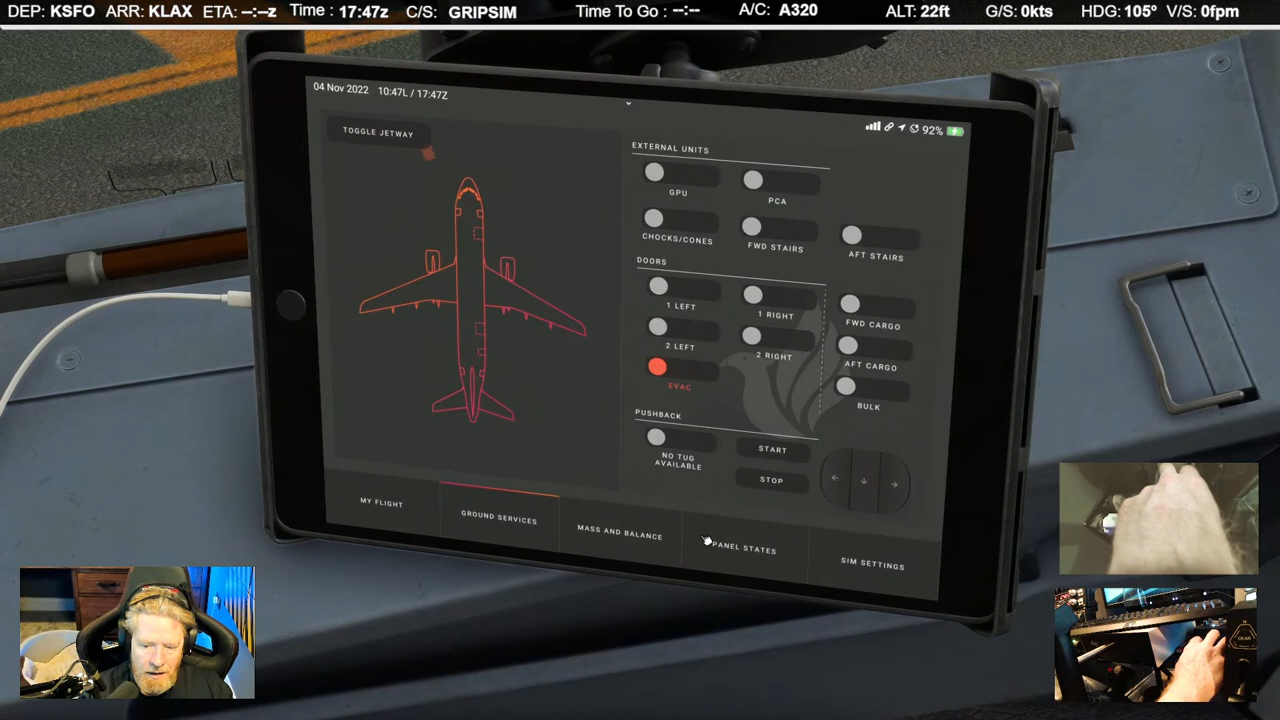 DEP: KSFO ARR: KLAX ETA: --:--z Time : 17:47z C/S: GRIPSIM Time To Go : --:-- A/C: A320 ALT: 22ft G/S: 0kts HDG: 105° V/S: 0fpm
04 Nov 2022 10:47L / 17:47Z
92%
TOGGLE JETWAY
EXTERNAL UNITS
GPU
PCA
CHOCKS/CONES
FWD STAIRS
AFT STAIRS
DOORS
1 LEFT
1 RIGHT
FWD CARGO
2 LEFT
2 RIGHT
AFT CARGO
EVAC
BULK
PUSHBACK
NO TUG
AVAILABLE
START
STOP
MY FLIGHT
GROUND SERVICES
MASS AND BALANCE
PANEL STATES
SIM SETTINGS
GEAR